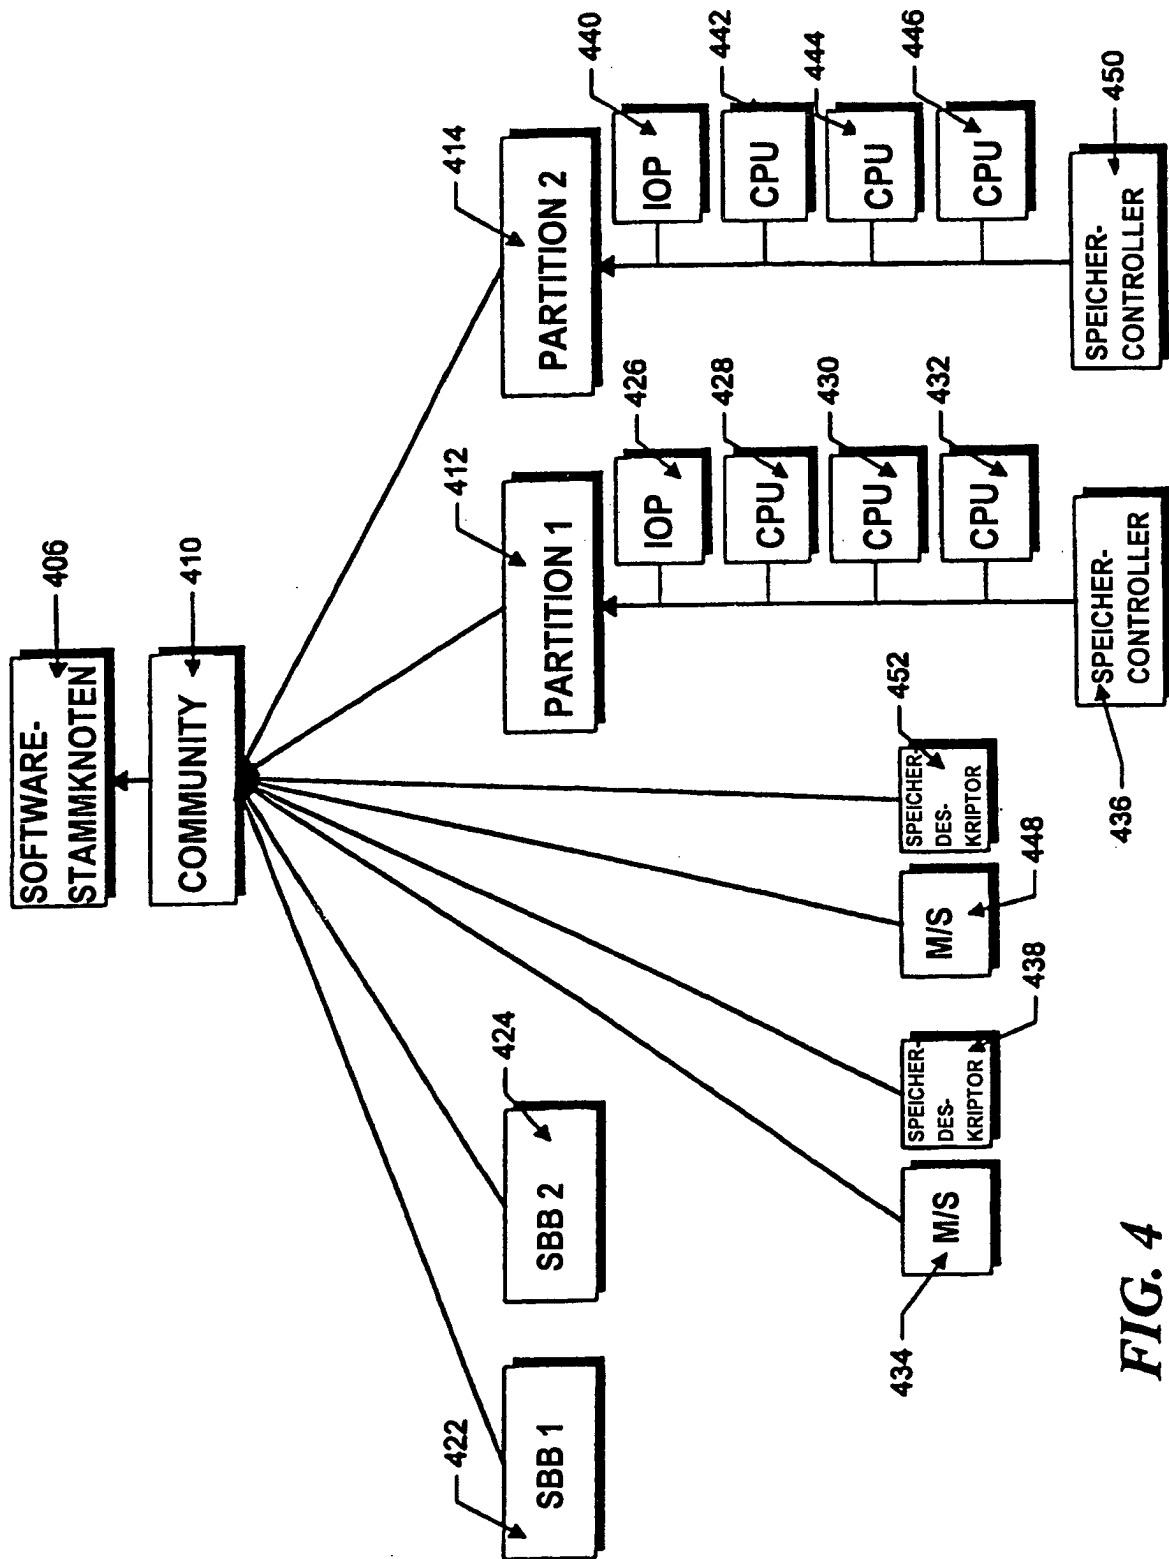 SOFTWARE-
STAMMKNOTEN
406
COMMUNITY
410
422
SBB 1
SBB 2
424
412
PARTITION 1
414
PARTITION 2
IOP
426
CPU
428
CPU
430
CPU
432
SPEICHER-
CONTROLLER
436
IOP
440
CPU
442
CPU
444
CPU
446
SPEICHER-
CONTROLLER
450
M/S
434
SPEICHER-
DES-
KRIPTOR
438
M/S
448
SPEICHER-
DES-
KRIPTOR
452
FIG. 4